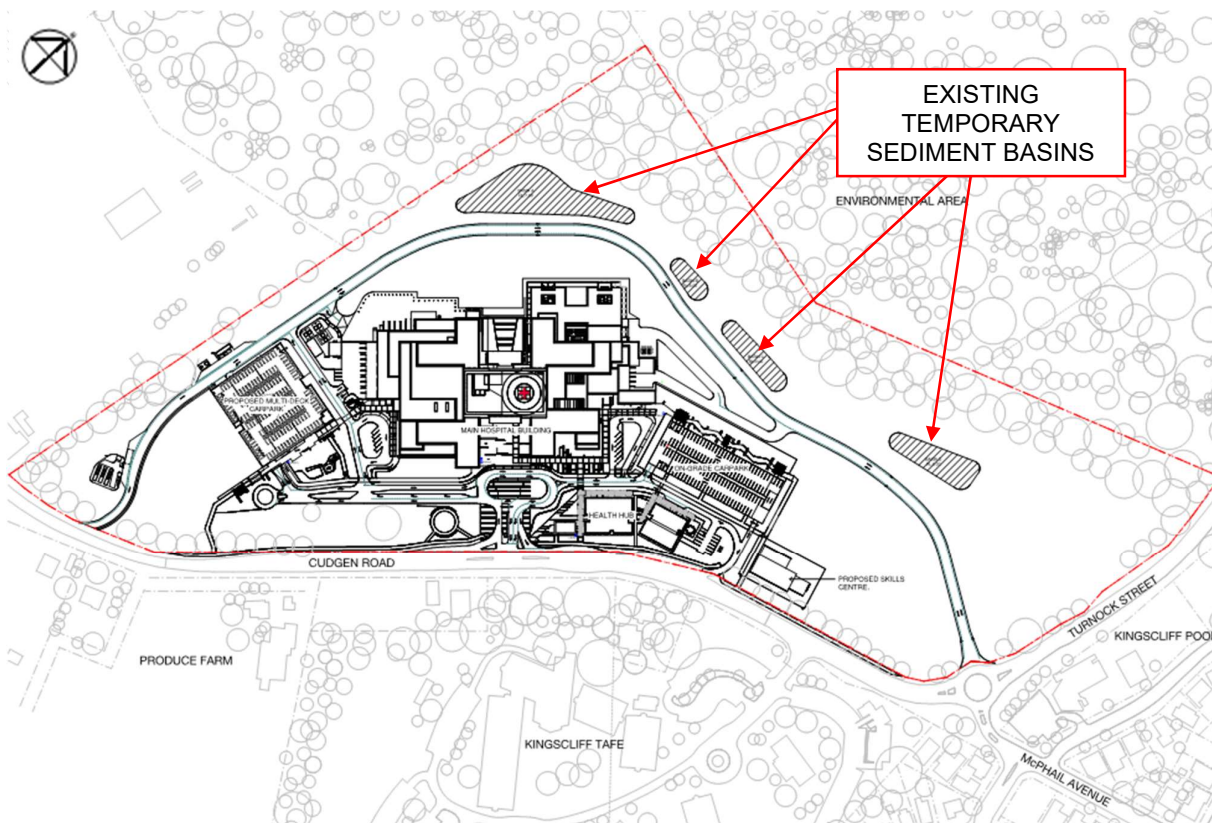 EXISTING
TEMPORARY
SEDIMENT BASINS
ENVIRONMENTAL AREA
PROPOSED MULTI-DECK
CARPARK
MAIN HOSPITAL BUILDING
ON-GRADE CARPARK
HEALTH HUB
CUDGEN ROAD
PROPOSED SKILLS
CENTRE.
TURNOCK STREET
KINGSCLIFF POOL
PRODUCE FARM
KINGSCLIFF TAFE
McPHAIL AVENUE